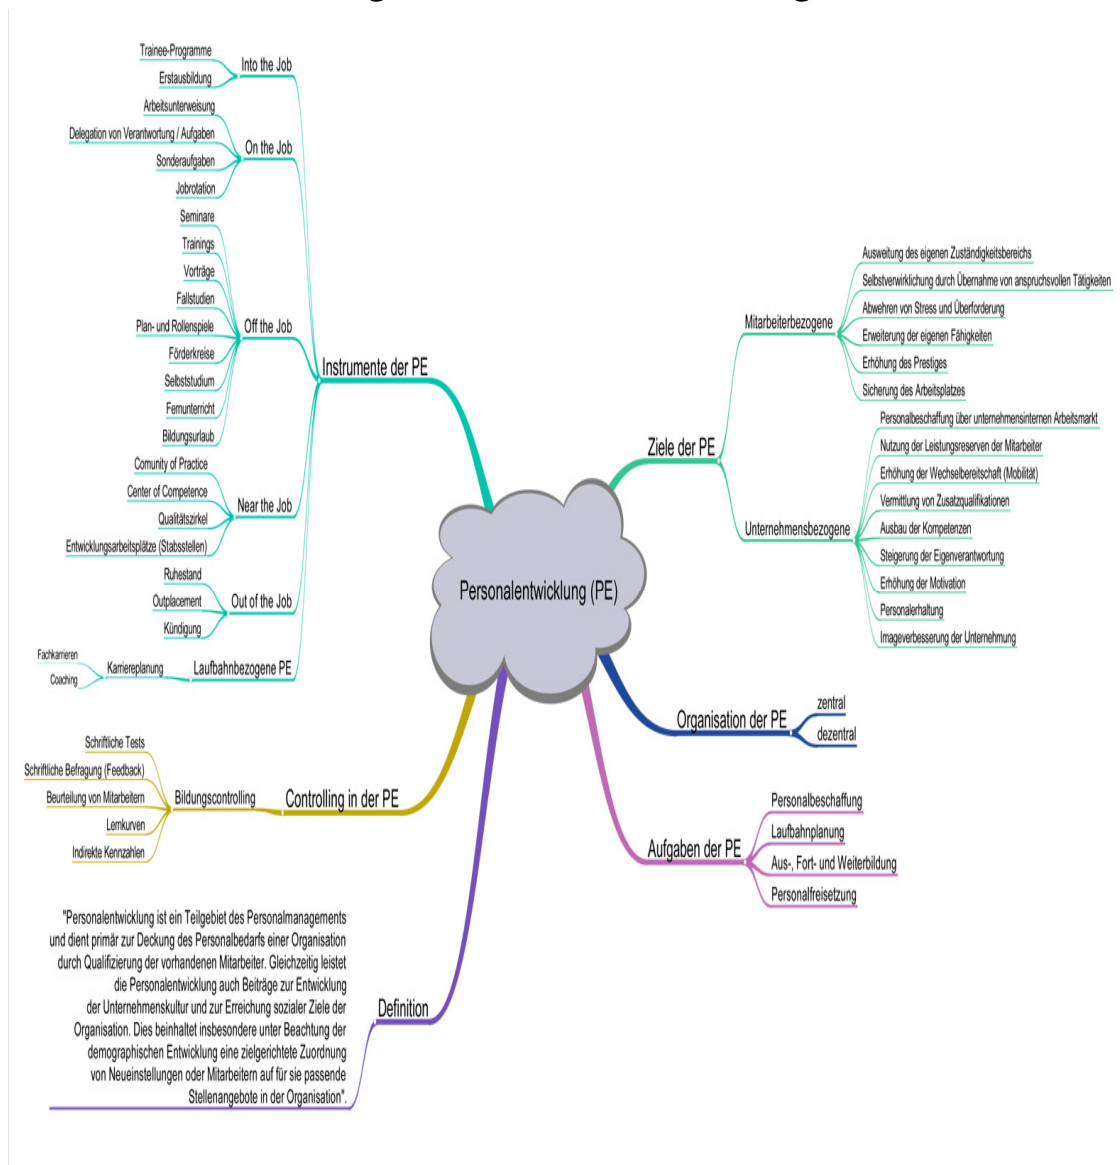 Personalentwicklung (PE)
Instrumente der PE
Into the Job
Trainee-Programme
Erstausbildung
On the Job
Arbeitsunterweisung
Delegation von Verantwortung / Aufgaben
Sonderaufgaben
Jobrotation
Off the Job
Seminare
Trainings
Vorträge
Fallstudien
Plan- und Rollenspiele
Förderkreise
Selbststudium
Fernunterricht
Bildungsurlaub
Near the Job
Comunity of Practice
Center of Competence
Qualitätszirkel
Entwicklungsarbeitsplätze (Stabsstellen)
Out of the Job
Ruhestand
Outplacement
Kündigung
Laufbahnbezogene PE
Karriereplanung
Fachkarrieren
Coaching
Controlling in der PE
Bildungscontrolling
Schriftliche Tests
Schriftliche Befragung (Feedback)
Beurteilung von Mitarbeitern
Lernkurven
Indirekte Kennzahlen
Definition
"Personalentwicklung ist ein Teilgebiet des Personalmanagements
und dient primär zur Deckung des Personalbedarfs einer Organisation
durch Qualifizierung der vorhandenen Mitarbeiter. Gleichzeitig leistet
die Personalentwicklung auch Beiträge zur Entwicklung
der Unternehmenskultur und zur Erreichung sozialer Ziele der
Organisation. Dies beinhaltet insbesondere unter Beachtung der
demographischen Entwicklung eine zielgerichtete Zuordnung
von Neueinstellungen oder Mitarbeitern auf für sie passende
Stellenangebote in der Organisation".
Ziele der PE
Mitarbeiterbezogene
Ausweitung des eigenen Zuständigkeitsbereichs
Selbstverwirklichung durch Übernahme von anspruchsvollen Tätigkeiten
Abwehren von Stress und Überforderung
Erweiterung der eigenen Fähigkeiten
Erhöhung des Prestiges
Sicherung des Arbeitsplatzes
Unternehmensbezogene
Personalbeschaffung über unternehmensinternen Arbeitsmarkt
Nutzung der Leistungsreserven der Mitarbeiter
Erhöhung der Wechselbereitschaft (Mobilität)
Vermittlung von Zusatzqualifikationen
Ausbau der Kompetenzen
Steigerung der Eigenverantwortung
Erhöhung der Motivation
Personalerhaltung
Imageverbesserung der Unternehmung
Organisation der PE
zentral
dezentral
Aufgaben der PE
Personalbeschaffung
Laufbahnplanung
Aus-, Fort- und Weiterbildung
Personalfreisetzung